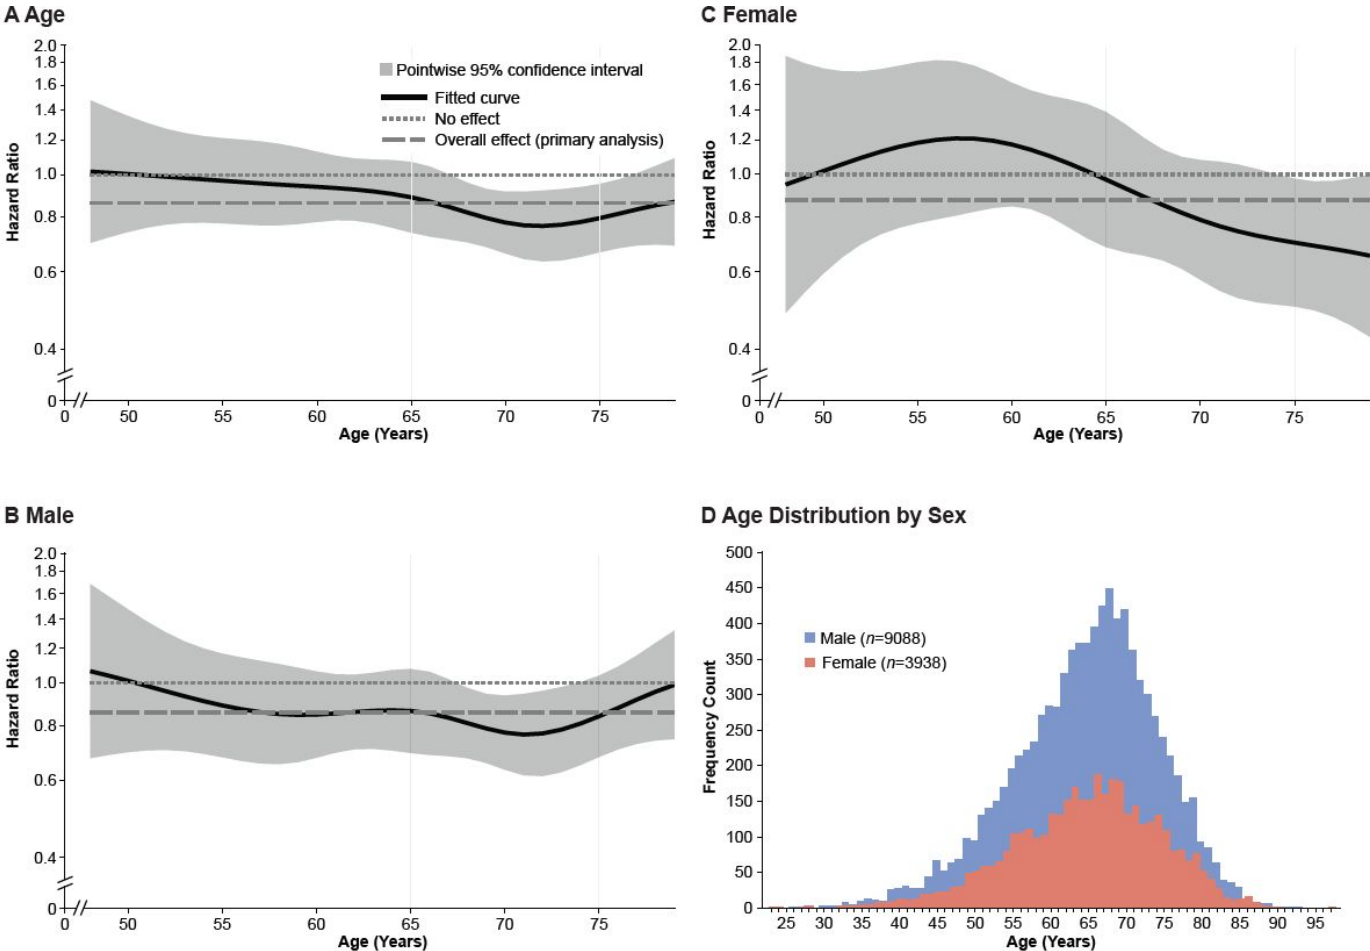 A Age
2.0
1.8
1.6
1.4
1.2
1.0
0.8
0.6
0.4
0
Hazard Ratio
Pointwise 95% confidence interval
Fitted curve
No effect
Overall effect (primary analysis)
0 50 55 60 65 70 75
Age (Years)
C Female
2.0
1.8
1.6
1.4
1.2
1.0
0.8
0.6
0.4
0
Hazard Ratio
0 50 55 60 65 70 75
Age (Years)
B Male
2.0
1.8
1.6
1.4
1.2
1.0
0.8
0.6
0.4
0
Hazard Ratio
0 50 55 60 65 70 75
Age (Years)
D Age Distribution by Sex
500
450
400
350
300
250
200
150
100
50
0
Frequency Count
Male (n=9088)
Female (n=3938)
25 30 35 40 45 50 55 60 65 70 75 80 85 90 95
Age (Years)